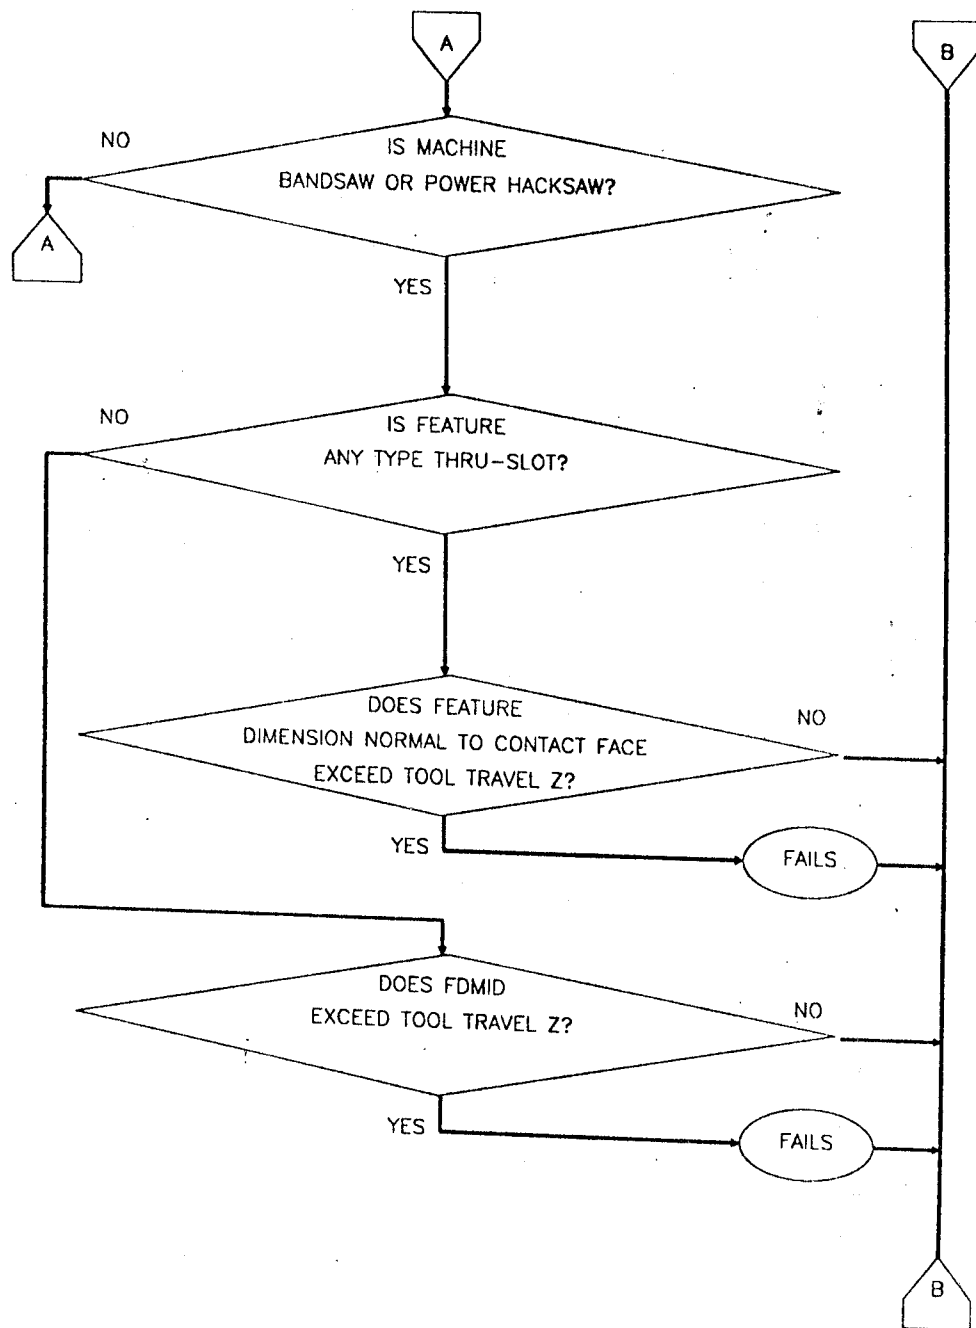 A
B
NO
IS MACHINE
BANDSAW OR POWER HACKSAW?
A
YES
NO
IS FEATURE
ANY TYPE THRU-SLOT?
YES
DOES FEATURE
DIMENSION NORMAL TO CONTACT FACE
EXCEED TOOL TRAVEL Z?
NO
YES
FAILS
DOES FDMID
EXCEED TOOL TRAVEL Z?
NO
YES
FAILS
B